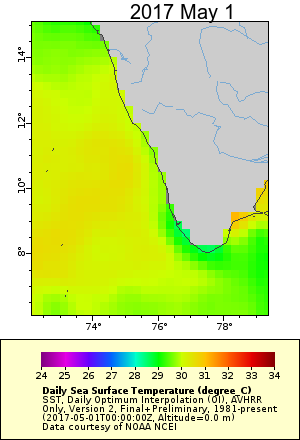 2017 May 1
14°
12°
10°
8°
74°
76°
78°
24 25 26 27 28 29 30 31 32 33 34
Daily Sea Surface Temperature (degree_C)
SST, Daily Optimum Interpolation (OI), AVHRR
Only, Version 2, Final+Preliminary, 1981-present
(2017-05-01T00:00:00Z, Altitude=0.0 m)
Data courtesy of NOAA NCEI